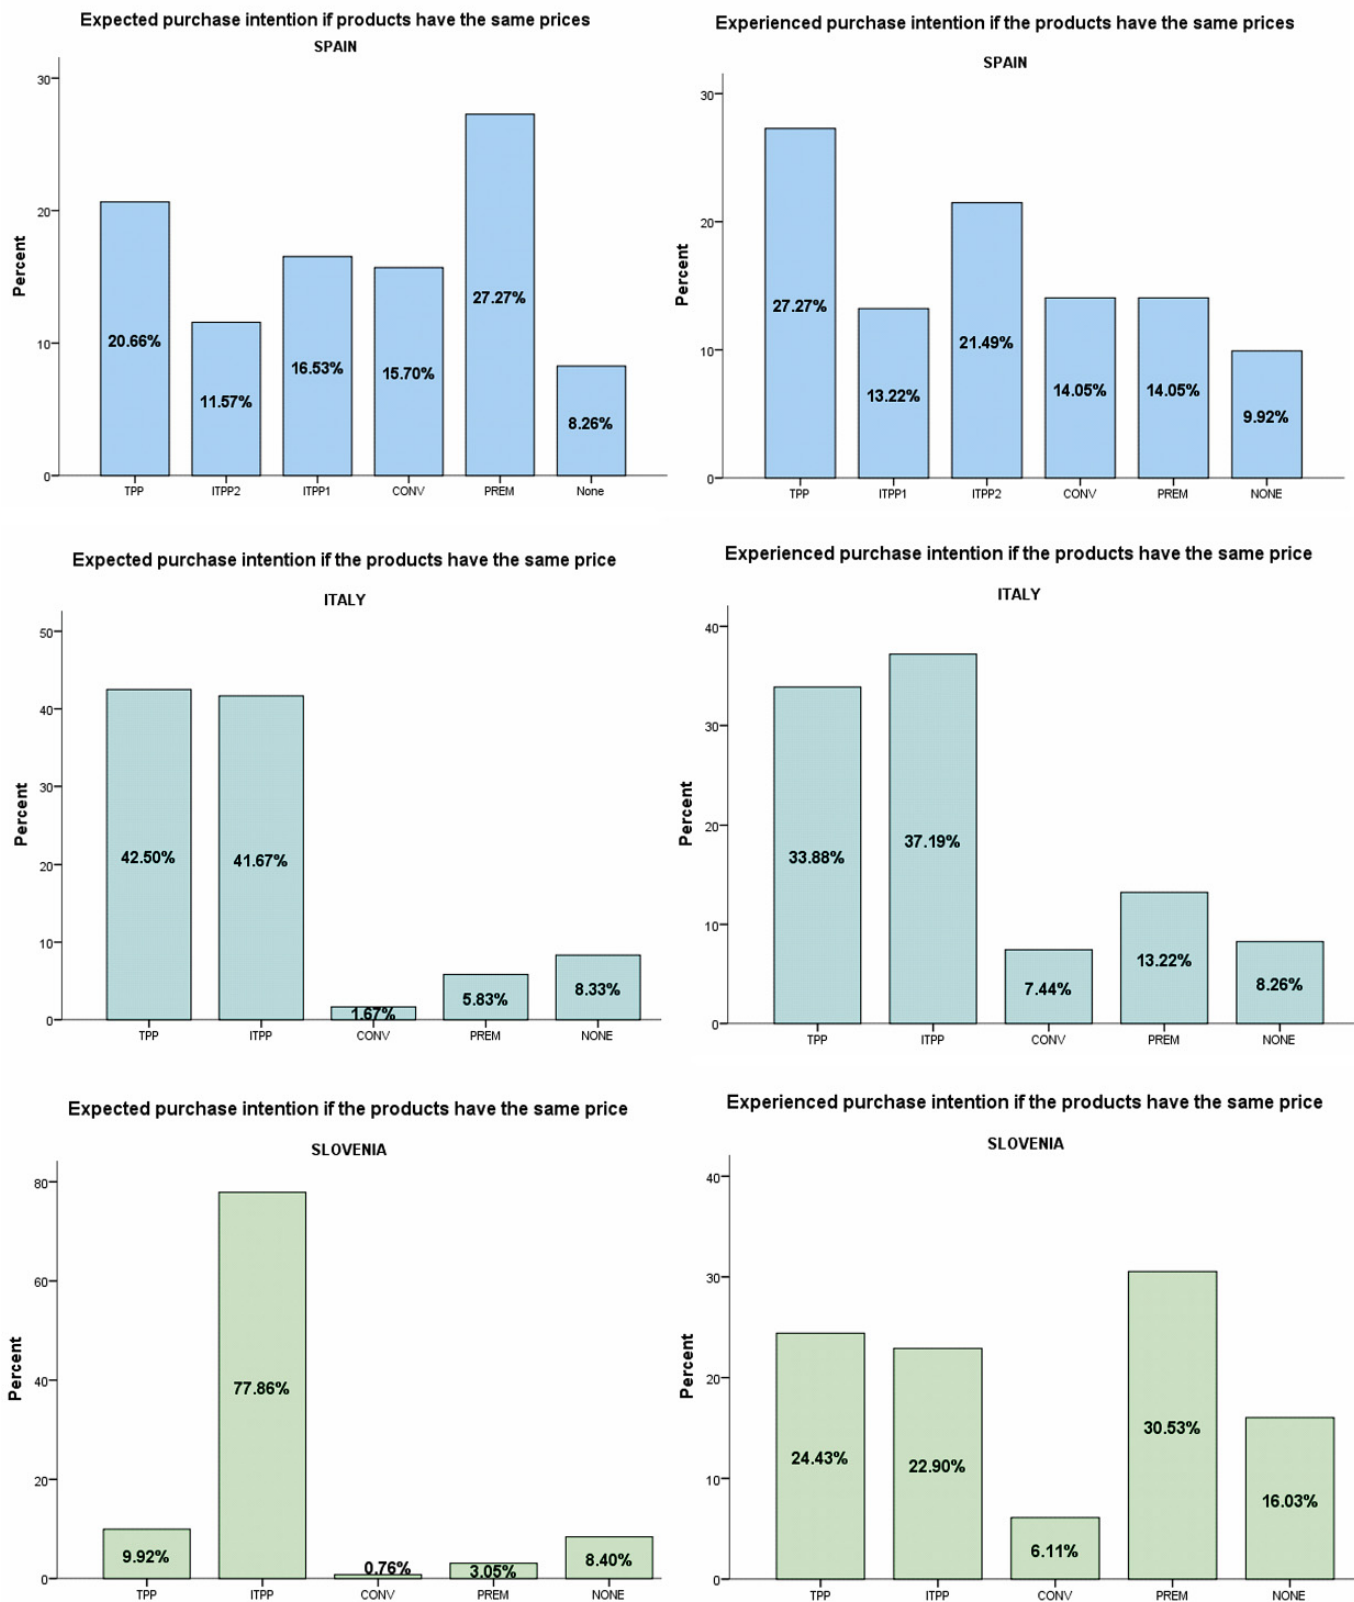 Expected purchase intention if products have the same prices
SPAIN
Percent
30
20
10
0
20.66%
11.57%
16.53%
15.70%
27.27%
8.26%
TPP
ITPP2
ITPP1
CONV
PREM
None
Experienced purchase intention if the products have the same prices
SPAIN
Percent
30
20
10
0
27.27%
13.22%
21.49%
14.05%
14.05%
9.92%
TPP
ITPP1
ITPP2
CONV
PREM
NONE
Expected purchase intention if the products have the same price
ITALY
Percent
50
40
30
20
10
0
42.50%
41.67%
1.67%
5.83%
8.33%
TPP
ITPP
CONV
PREM
NONE
Experienced purchase intention if the products have the same price
ITALY
Percent
40
30
20
10
0
33.88%
37.19%
7.44%
13.22%
8.26%
TPP
ITPP
CONV
PREM
NONE
Expected purchase intention if the products have the same price
SLOVENIA
Percent
80
60
40
20
0
9.92%
77.86%
0.76%
3.05%
8.40%
TPP
ITPP
CONV
PREM
NONE
Experienced purchase intention if the products have the same price
SLOVENIA
Percent
40
30
20
10
0
24.43%
22.90%
6.11%
30.53%
16.03%
TPP
ITPP
CONV
PREM
NONE